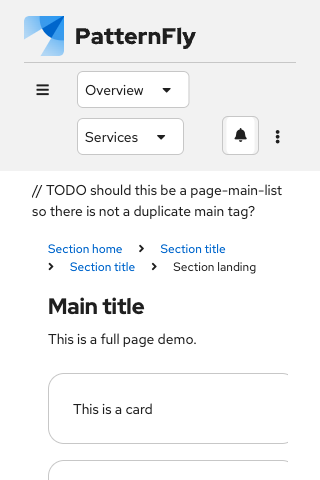 PatternFly
Overview
Services
// TODO should this be a page-main-list
so there is not a duplicate main tag?
Section home > Section title
> Section title > Section landing
Main title
This is a full page demo.
This is a card